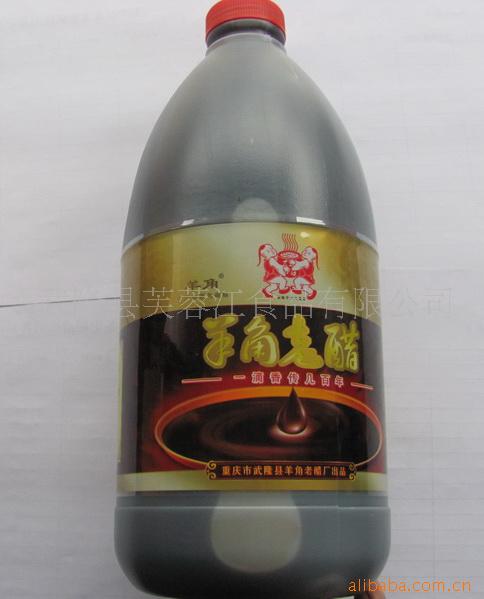 羊角®
羊角老醋
一滴香传几百年
重庆市武隆县羊角老醋厂出品
县芙蓉江食品有限公司
alibaba.com.cn